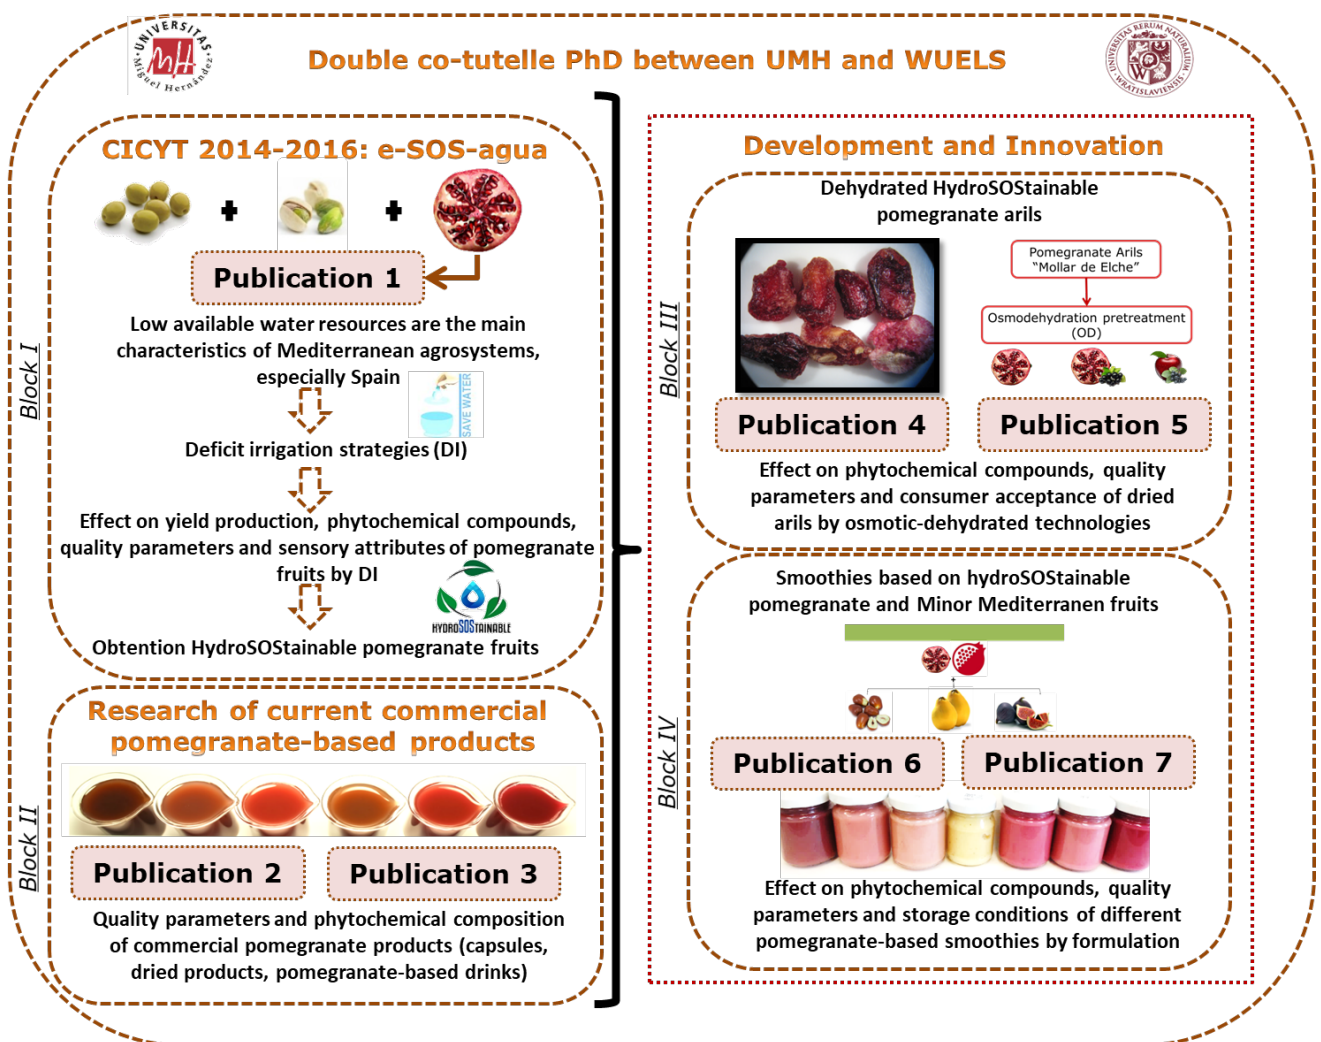 UNIVERSITAS
Miguel Hernández
Double co-tutelle PhD between UMH and WUELS
UNIVERSITAS RERUM NATURALIUM
WRATISLAVIENSIS
Block I
CICYT 2014-2016: e-SOS-agua
Publication 1
Low available water resources are the main
characteristics of Mediterranean agrosystems,
especially Spain
SAVE WATER
Deficit irrigation strategies (DI)
Effect on yield production, phytochemical compounds,
quality parameters and sensory attributes of pomegranate
fruits by DI
HYDROSOSTAINABLE
Obtention HydroSOStainable pomegranate fruits
Block II
Research of current commercial
pomegranate-based products
Publication 2
Publication 3
Quality parameters and phytochemical composition
of commercial pomegranate products (capsules,
dried products, pomegranate-based drinks)
Development and Innovation
Block III
Dehydrated HydroSOStainable
pomegranate arils
Pomegranate Arils
"Mollar de Elche"
Osmodehydration pretreatment
(OD)
Publication 4
Publication 5
Effect on phytochemical compounds, quality
parameters and consumer acceptance of dried
arils by osmotic-dehydrated technologies
Block IV
Smoothies based on hydroSOStainable
pomegranate and Minor Mediterranen fruits
+
Publication 6
Publication 7
Effect on phytochemical compounds, quality
parameters and storage conditions of different
pomegranate-based smoothies by formulation